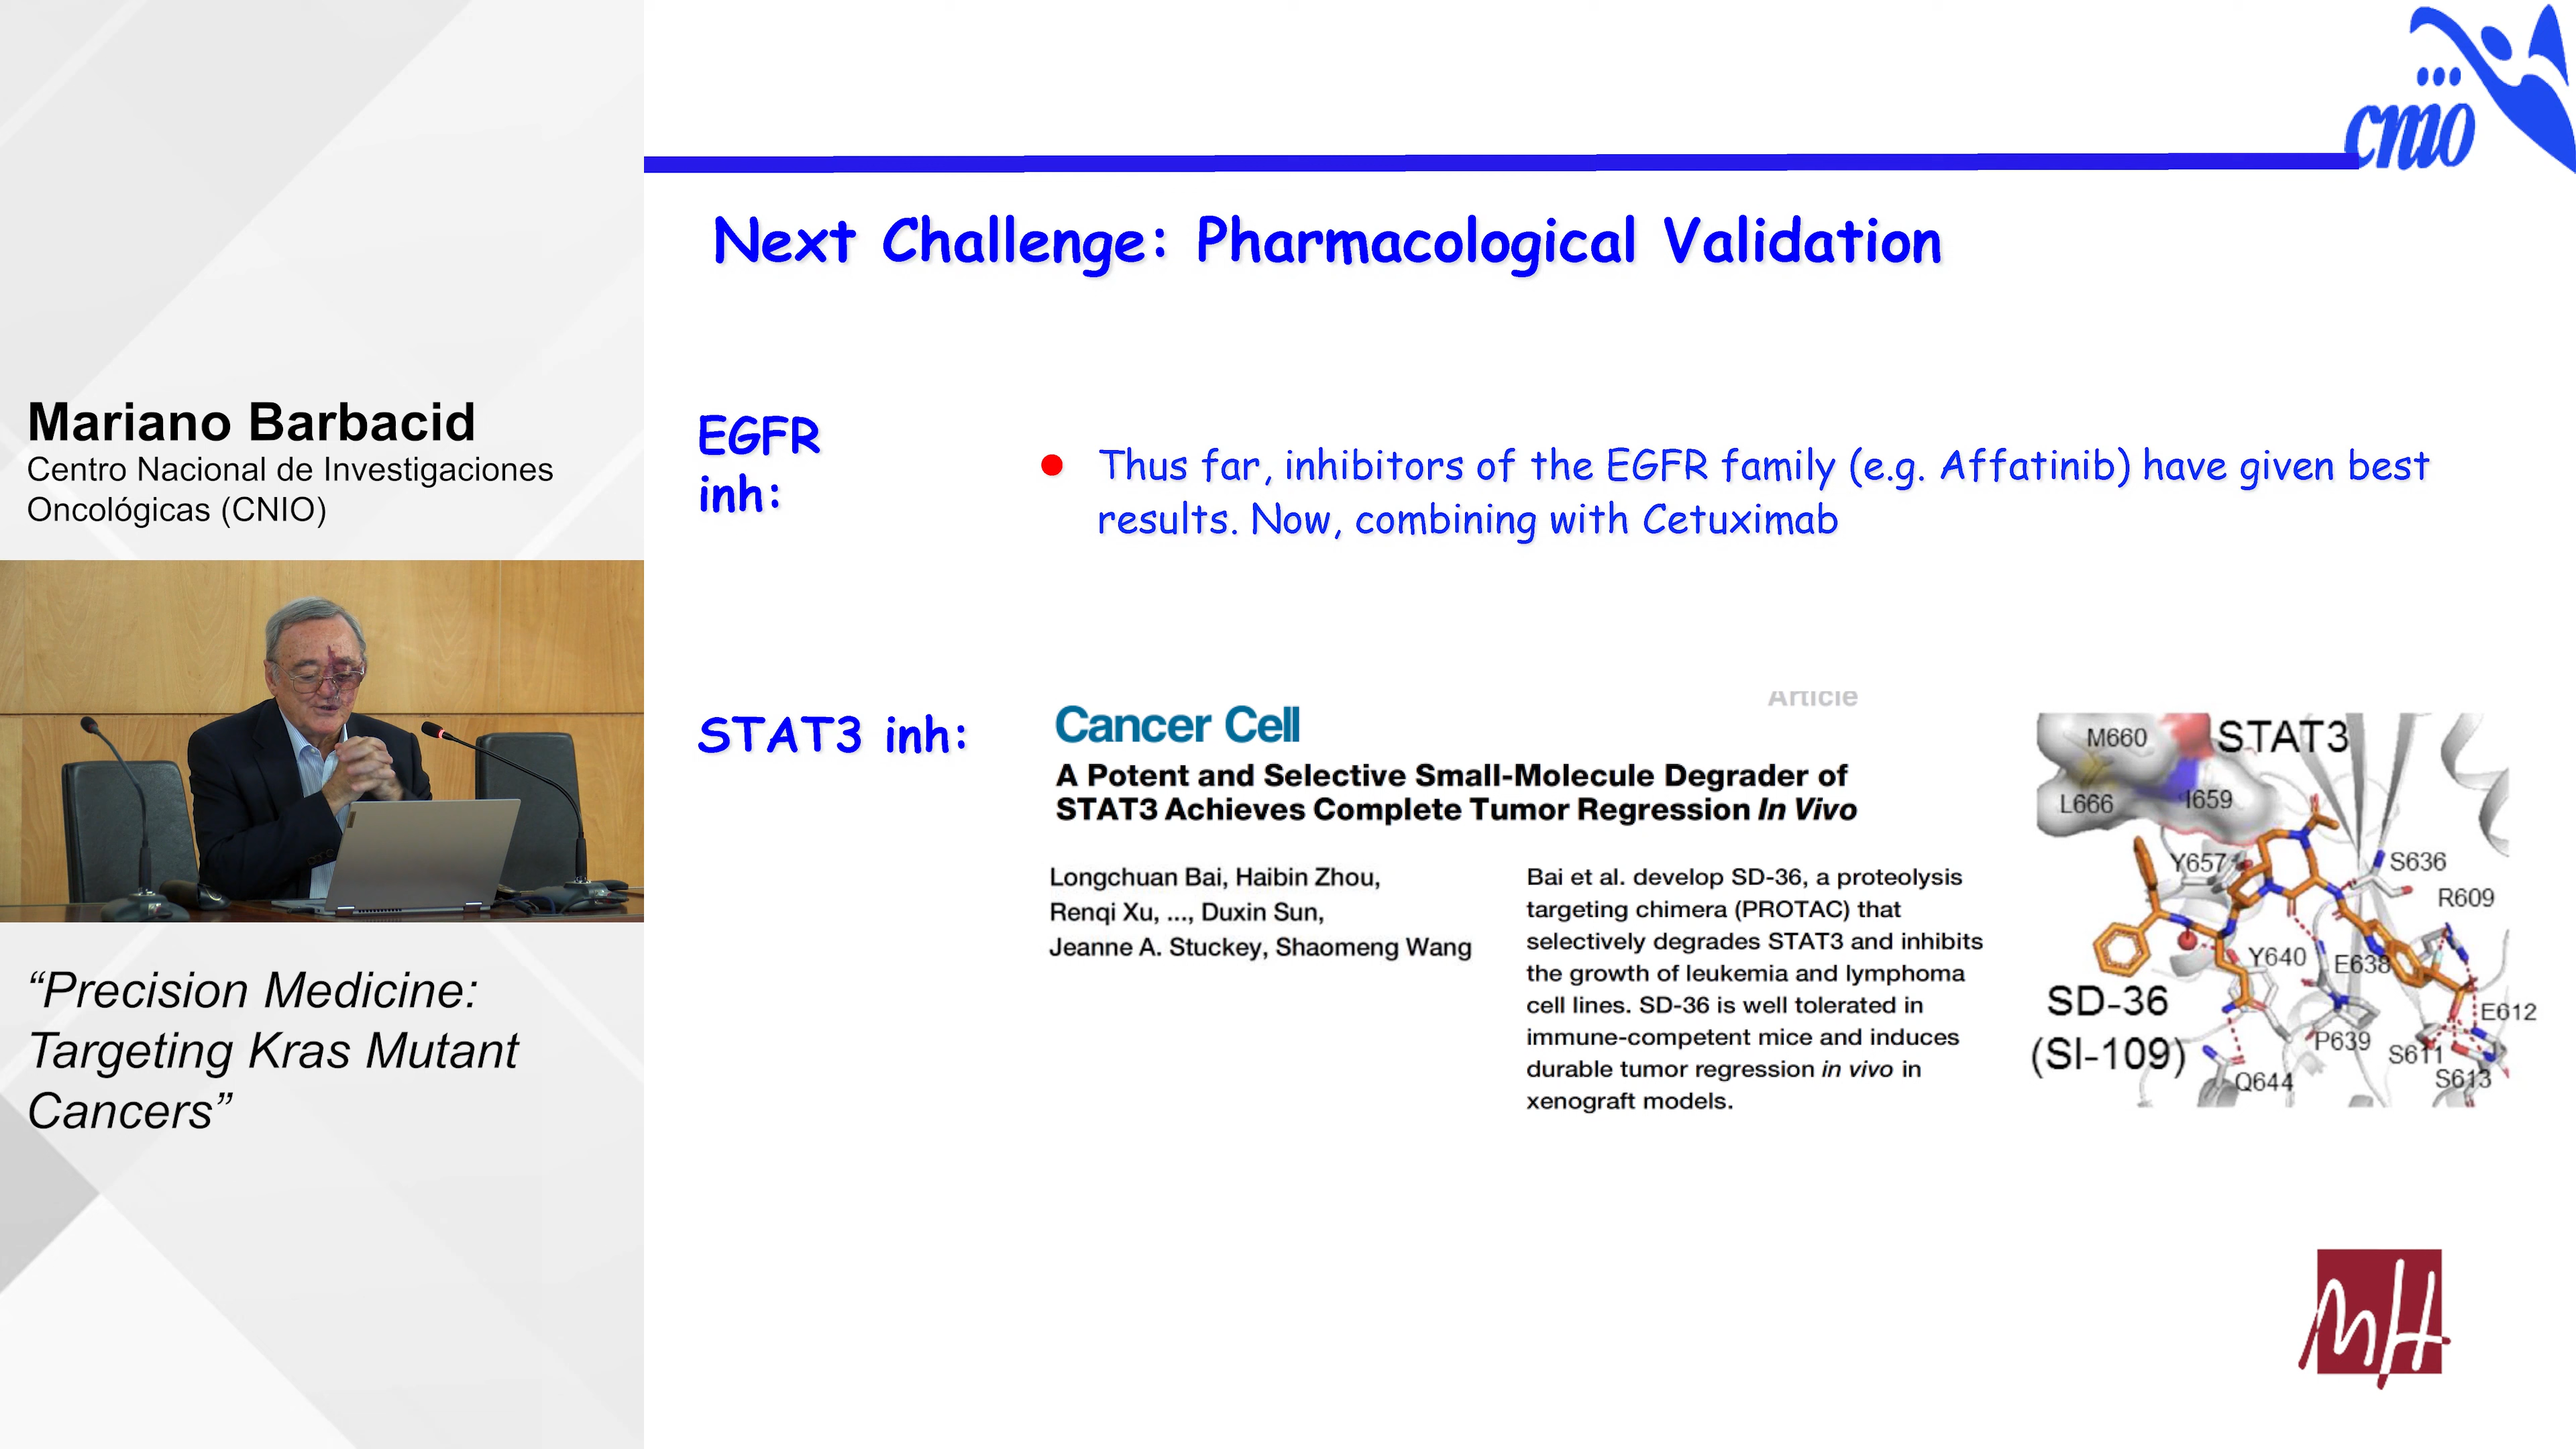 Mariano Barbacid
Centro Nacional de Investigaciones
Oncológicas (CNIO)
“Precision Medicine:
Targeting Kras Mutant
Cancers”
cnio
Next Challenge: Pharmacological Validation
EGFR
inh:
Thus far, inhibitors of the EGFR family (e.g. Affatinib) have given best
results. Now, combining with Cetuximab
STAT3 inh:
Article
Cancer Cell
A Potent and Selective Small-Molecule Degrader of
STAT3 Achieves Complete Tumor Regression In Vivo
Longchuan Bai, Haibin Zhou,
Renqi Xu, ..., Duxin Sun,
Jeanne A. Stuckey, Shaomeng Wang
Bai et al. develop SD-36, a proteolysis
targeting chimera (PROTAC) that
selectively degrades STAT3 and inhibits
the growth of leukemia and lymphoma
cell lines. SD-36 is well tolerated in
immune-competent mice and induces
durable tumor regression in vivo in
xenograft models.
M660
STAT3
L666
I659
Y657
S636
R609
Y640
E638
SD-36
(SI-109)
E612
P639
S611
Q644
S613
MH